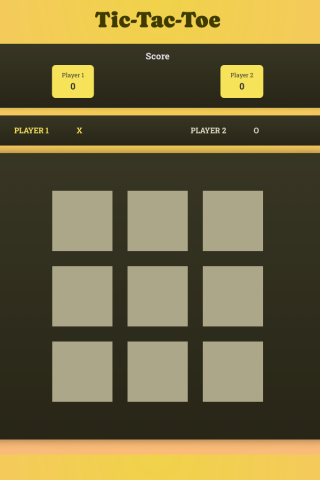 Tic-Tac-Toe
Score
Player 1
0
Player 2
0
PLAYER 1 X
PLAYER 2 O